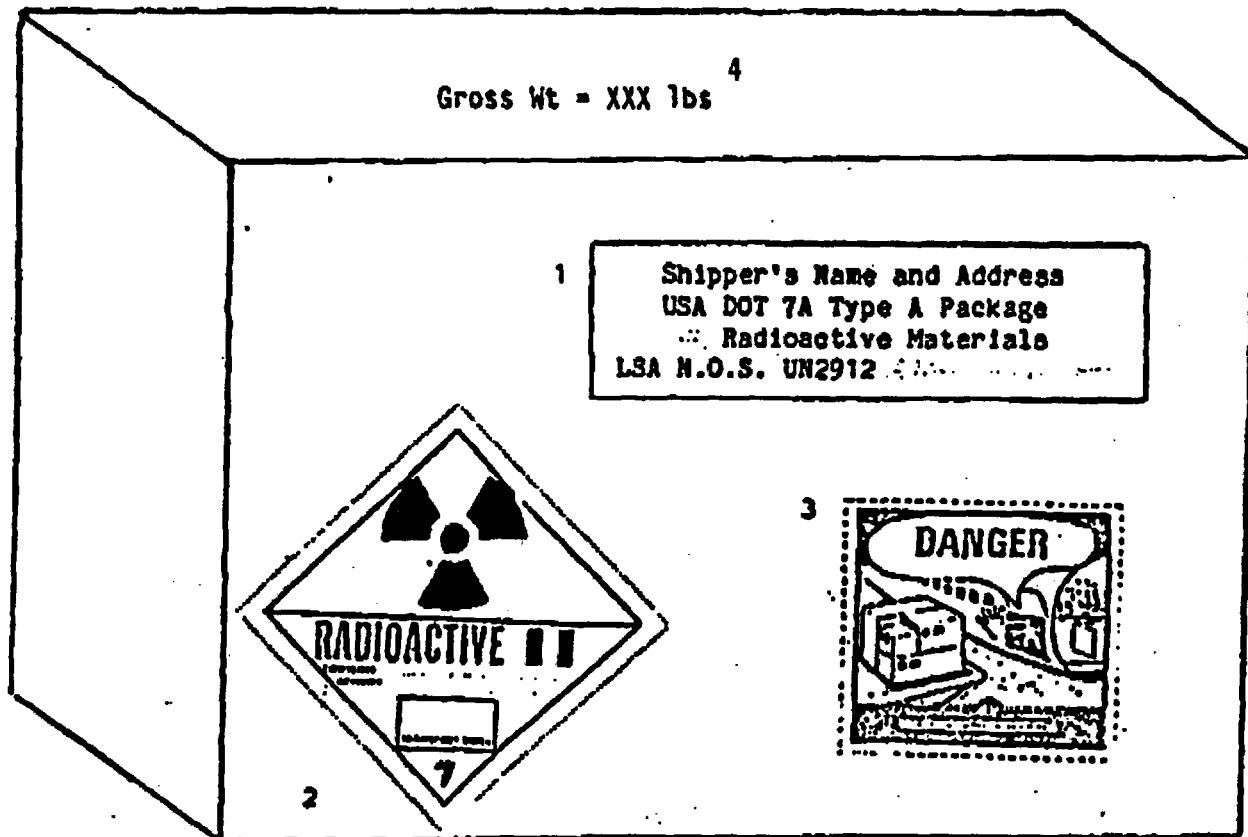 4
Gross Wt = XXX lbs
1
Shipper's Name and Address
USA DOT 7A Type A Package
Radioactive Materials
LSA N.O.S. UN2912
3
DANGER
RADIOACTIVE II
7
2